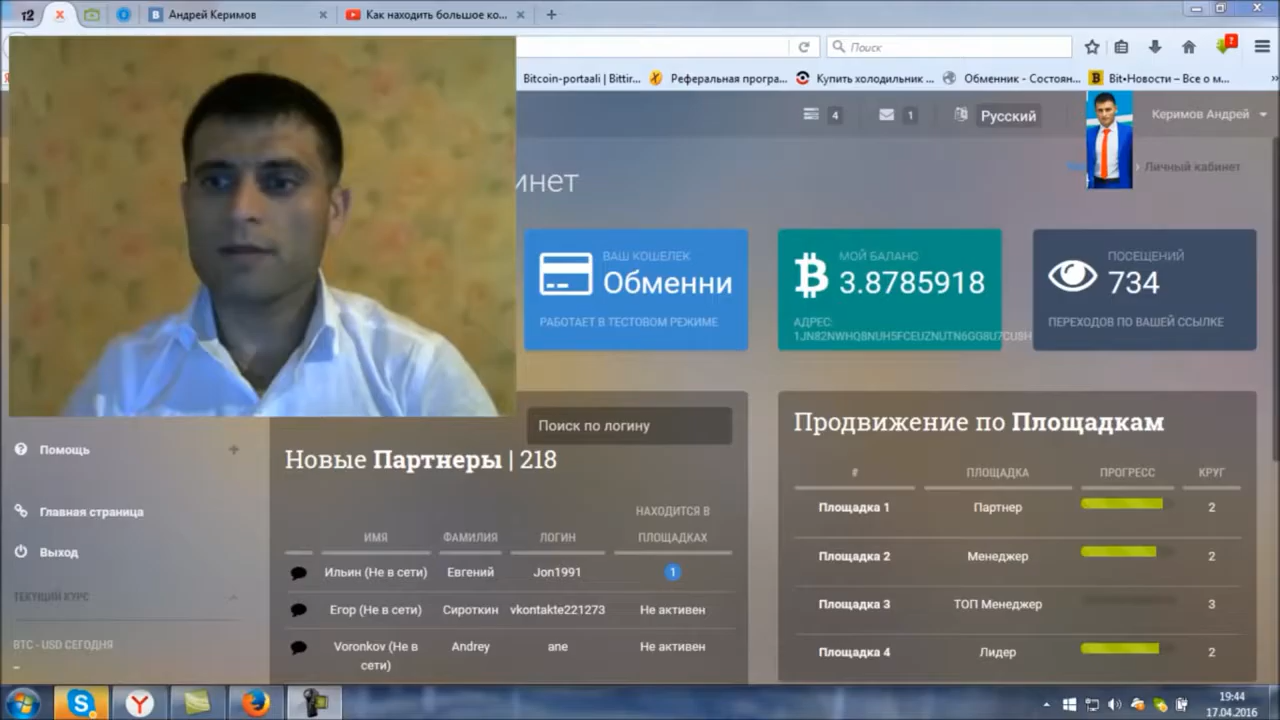 т2
Андрей Керимов
Как находить большое ко...
Поиск
7
Bitcoin-portaali | Bittir...
Реферальная програ...
Купить холодильник ...
Обменник - Состоян...
Bit•Новости – Все о м...
4
1
Русский
Керимов Андрей
Личный кабинет
инет
ВАШ КОШЕЛЕК
Обменни
РАБОТАЕТ В ТЕСТОВОМ РЕЖИМЕ
МОЙ БАЛАНС
3.8785918
АДРЕС:
ПОСЕЩЕНИЙ
734
ПЕРЕХОДОВ ПО ВАШЕЙ ССЫЛКЕ
Помощь
Главная страница
Выход
ТЕКУЩИЙ КУРС
BTC - USD СЕГОДНЯ
–
Поиск по логину
Новые Партнеры | 218
ИМЯ
ФАМИЛИЯ
ЛОГИН
НАХОДИТСЯ В
ПЛОЩАДКАХ
Ильин (Не в сети) Евгений Jon1991 1
Егор (Не в сети) Сироткин vkontakte221273 Не активен
Voronkov (Не в Andrey ane Не активен
сети)
Продвижение по Площадкам
# ПЛОЩАДКА ПРОГРЕСС КРУГ
Площадка 1 Партнер 2
Площадка 2 Менеджер 2
Площадка 3 ТОП Менеджер 3
Площадка 4 Лидер 2
19:44
17.04.2016